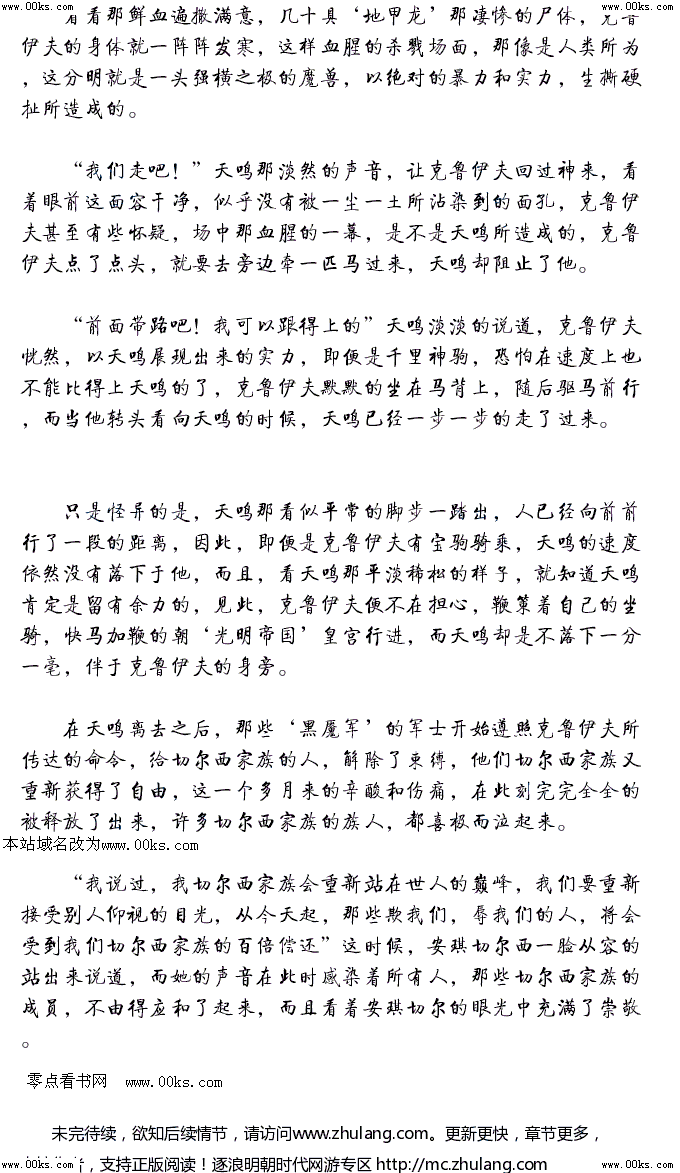 www.00ks.com www.00ks.com
看着那鲜血遍撒满意，几十具‘地甲龙’那凄惨的尸体，克鲁
伊夫的身体就一阵阵发寒，这样血腥的杀戮场面，那像是人类所为
，这分明就是一头强横之极的魔兽，以绝对的暴力和实力，生撕硬
扯所造成的。
“我们走吧！”天鸣那淡然的声音，让克鲁伊夫回过神来，看
着眼前这面容干净，似乎没有被一尘一土所沾染到的面孔，克鲁伊
夫甚至有些怀疑，场中那血腥的一幕，是不是天鸣所造成的，克鲁
伊夫点了点头，就要去旁边牵一匹马过来，天鸣却阻止了他。
“前面带路吧！我可以跟得上的”天鸣淡淡的说道，克鲁伊夫
恍然，以天鸣展现出来的实力，即便是千里神驹，恐怕在速度上也
不能比得上天鸣的了，克鲁伊夫默默的坐在马背上，随后驱马前行
，而当他转头看向天鸣的时候，天鸣已经一步一步的走了过来。
只是怪异的是，天鸣那看似平常的脚步一踏出，人已经向前前
行了一段的距离，因此，即便是克鲁伊夫有宝驹骑乘，天鸣的速度
依然没有落下于他，而且，看天鸣那平淡稀松的样子，就知道天鸣
肯定是留有余力的，见此，克鲁伊夫便不在担心，鞭策着自己的坐
骑，快马加鞭的朝‘光明帝国’皇宫行进，而天鸣却是不落下一分
一毫，伴于克鲁伊夫的身旁。
在天鸣离去之后，那些‘黑魇军’的军士开始遵照克鲁伊夫所
传达的命令，给切尔西家族的人，解除了束缚，他们切尔西家族又
重新获得了自由，这一个多月来的辛酸和伤痛，在此刻完完全全的
被释放了出来，许多切尔西家族的族人，都喜极而泣起来。
本站域名改为www.00ks.com
“我说过，我切尔西家族会重新站在世人的巅峰，我们要重新
接受别人仰视的目光，从今天起，那些欺我们，辱我们的人，将会
受到我们切尔西家族的百倍偿还”这时候，安琪切尔西一脸从容的
站出来说道，而她的声音在此时感染着所有人，那些切尔西家族的
成员，不由得应和了起来，而且看着安琪切尔的眼光中充满了崇敬
。
零点看书网 www.00ks.com
未完待续，欲知后续情节，请访问www.zhulang.com。更新更快，章节更多，
，支持正版阅读！逐浪明朝时代网游专区 http://mc.zhulang.com
www.00ks.com www.00ks.com